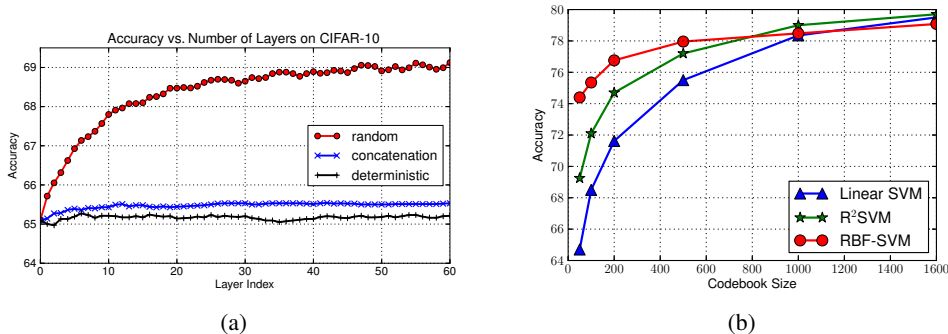 Accuracy vs. Number of Layers on CIFAR-10
Accuracy
69
68
67
66
65
64
0
10
20
30
40
50
60
Layer Index
random
concatenation
deterministic
(a)
Accuracy
80
78
76
74
72
70
68
66
64
0
200
400
600
800
1000
1200
1400
1600
Codebook Size
Linear SVM
R²SVM
RBF-SVM
(b)